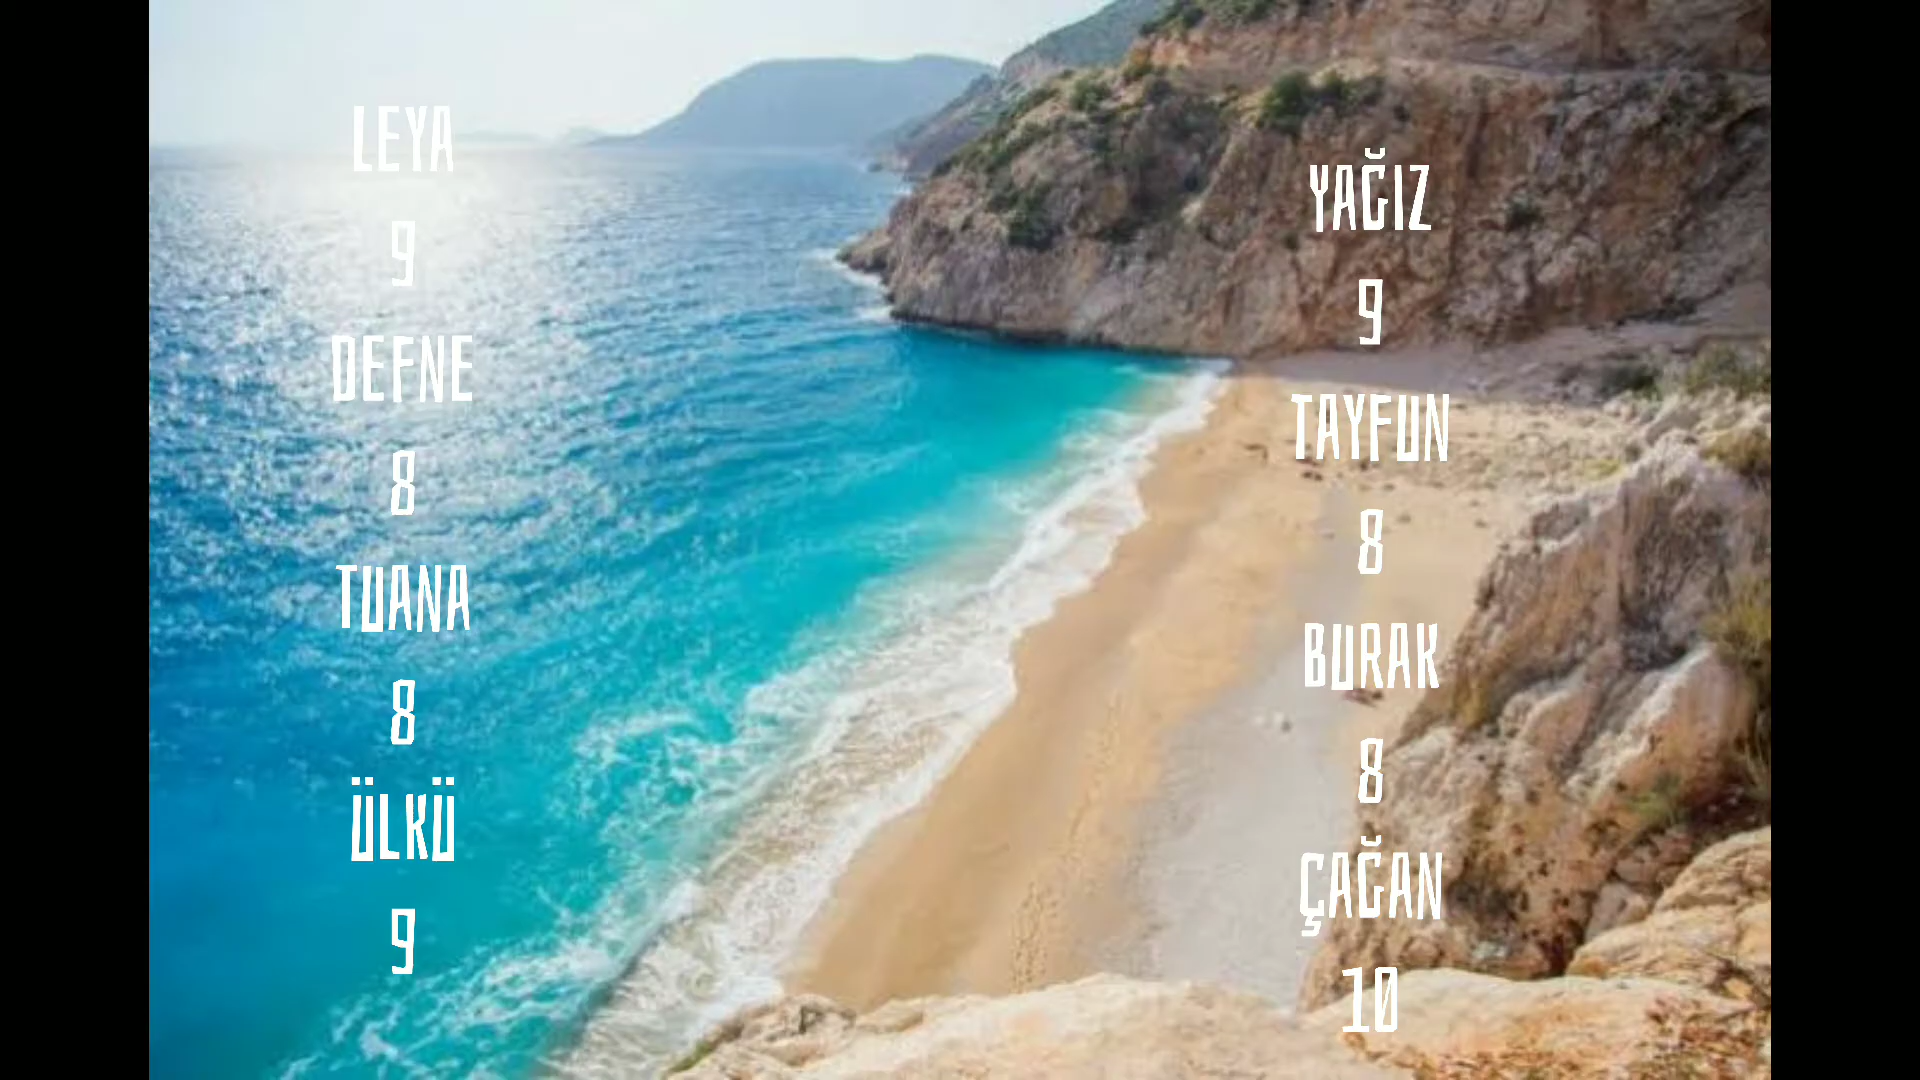 LEYA
9
DEFNE
8
TUANA
8
ÜLKÜ
9
YAĞIZ
9
TAYFUN
8
BURAK
8
ÇAĞAN
10